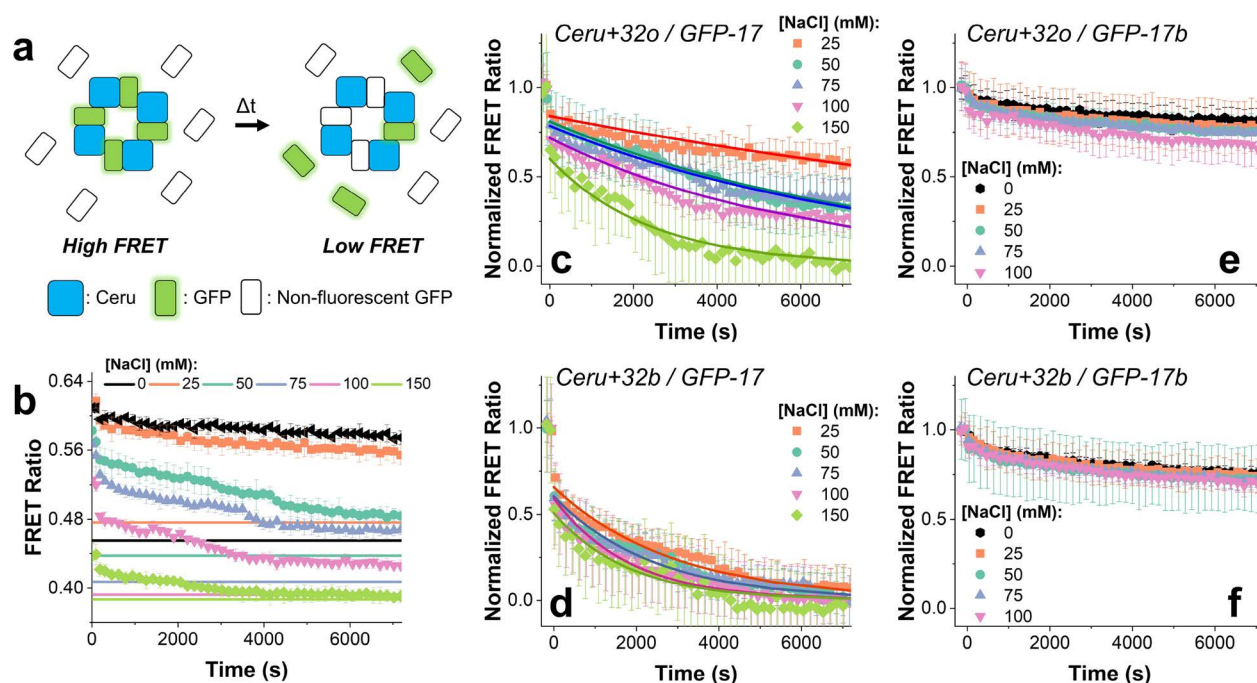 a
Δt
High FRET
Low FRET
: Ceru
: GFP
: Non-fluorescent GFP
b
[NaCl] (mM):
0 25 50 75 100 150
FRET Ratio
0.64
0.56
0.48
0.40
0 2000 4000 6000
Time (s)
c
Ceru+32o / GFP-17
[NaCl] (mM):
25
50
75
100
150
Normalized FRET Ratio
1.0
0.5
0.0
0 2000 4000 6000
Time (s)
d
Ceru+32b / GFP-17
[NaCl] (mM):
25
50
75
100
150
Normalized FRET Ratio
1.0
0.5
0.0
0 2000 4000 6000
Time (s)
e
Ceru+32o / GFP-17b
[NaCl] (mM):
0
25
50
75
100
Normalized FRET Ratio
1.0
0.5
0.0
0 2000 4000 6000
Time (s)
f
Ceru+32b / GFP-17b
[NaCl] (mM):
0
25
50
75
100
Normalized FRET Ratio
1.0
0.5
0.0
0 2000 4000 6000
Time (s)